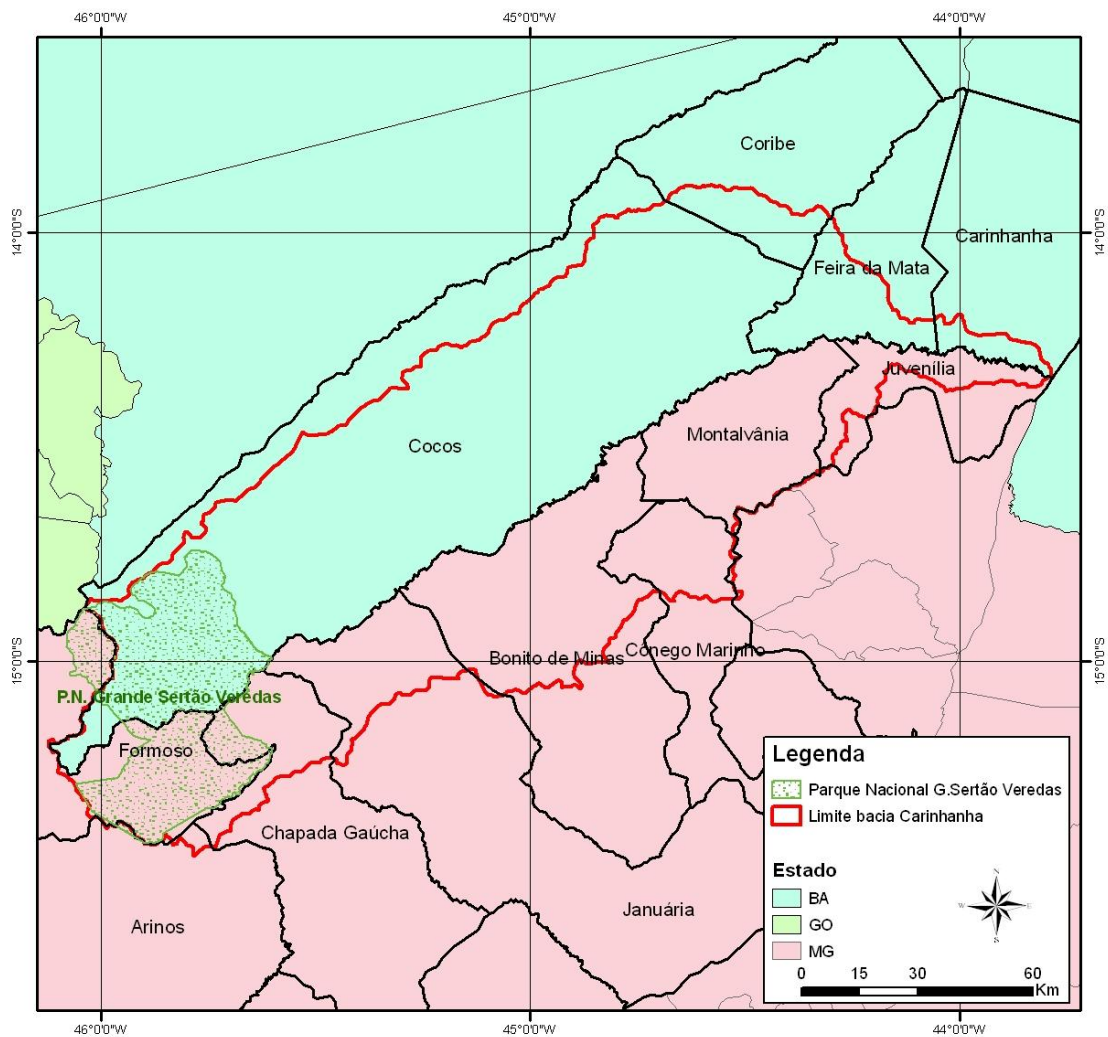 46°0'0"W 45°0'0"W 44°0'0"W
Coribe
14°0'0"S 14°0'0"S
Carinhanha
Feira da Mata
Juvenília
Montalvânia
Cocos
15°0'0"S 15°0'0"S
Bonito de Minas
Cônego Marinho
P.N. Grande Sertão Veredas
Formoso
Chapada Gaúcha
Januária
Arinos
Legenda
Parque Nacional G.Sertão Veredas
Limite bacia Carinhanha
Estado
BA
GO
MG
N
W E
S
0 15 30 60
Km
46°0'0"W 45°0'0"W 44°0'0"W